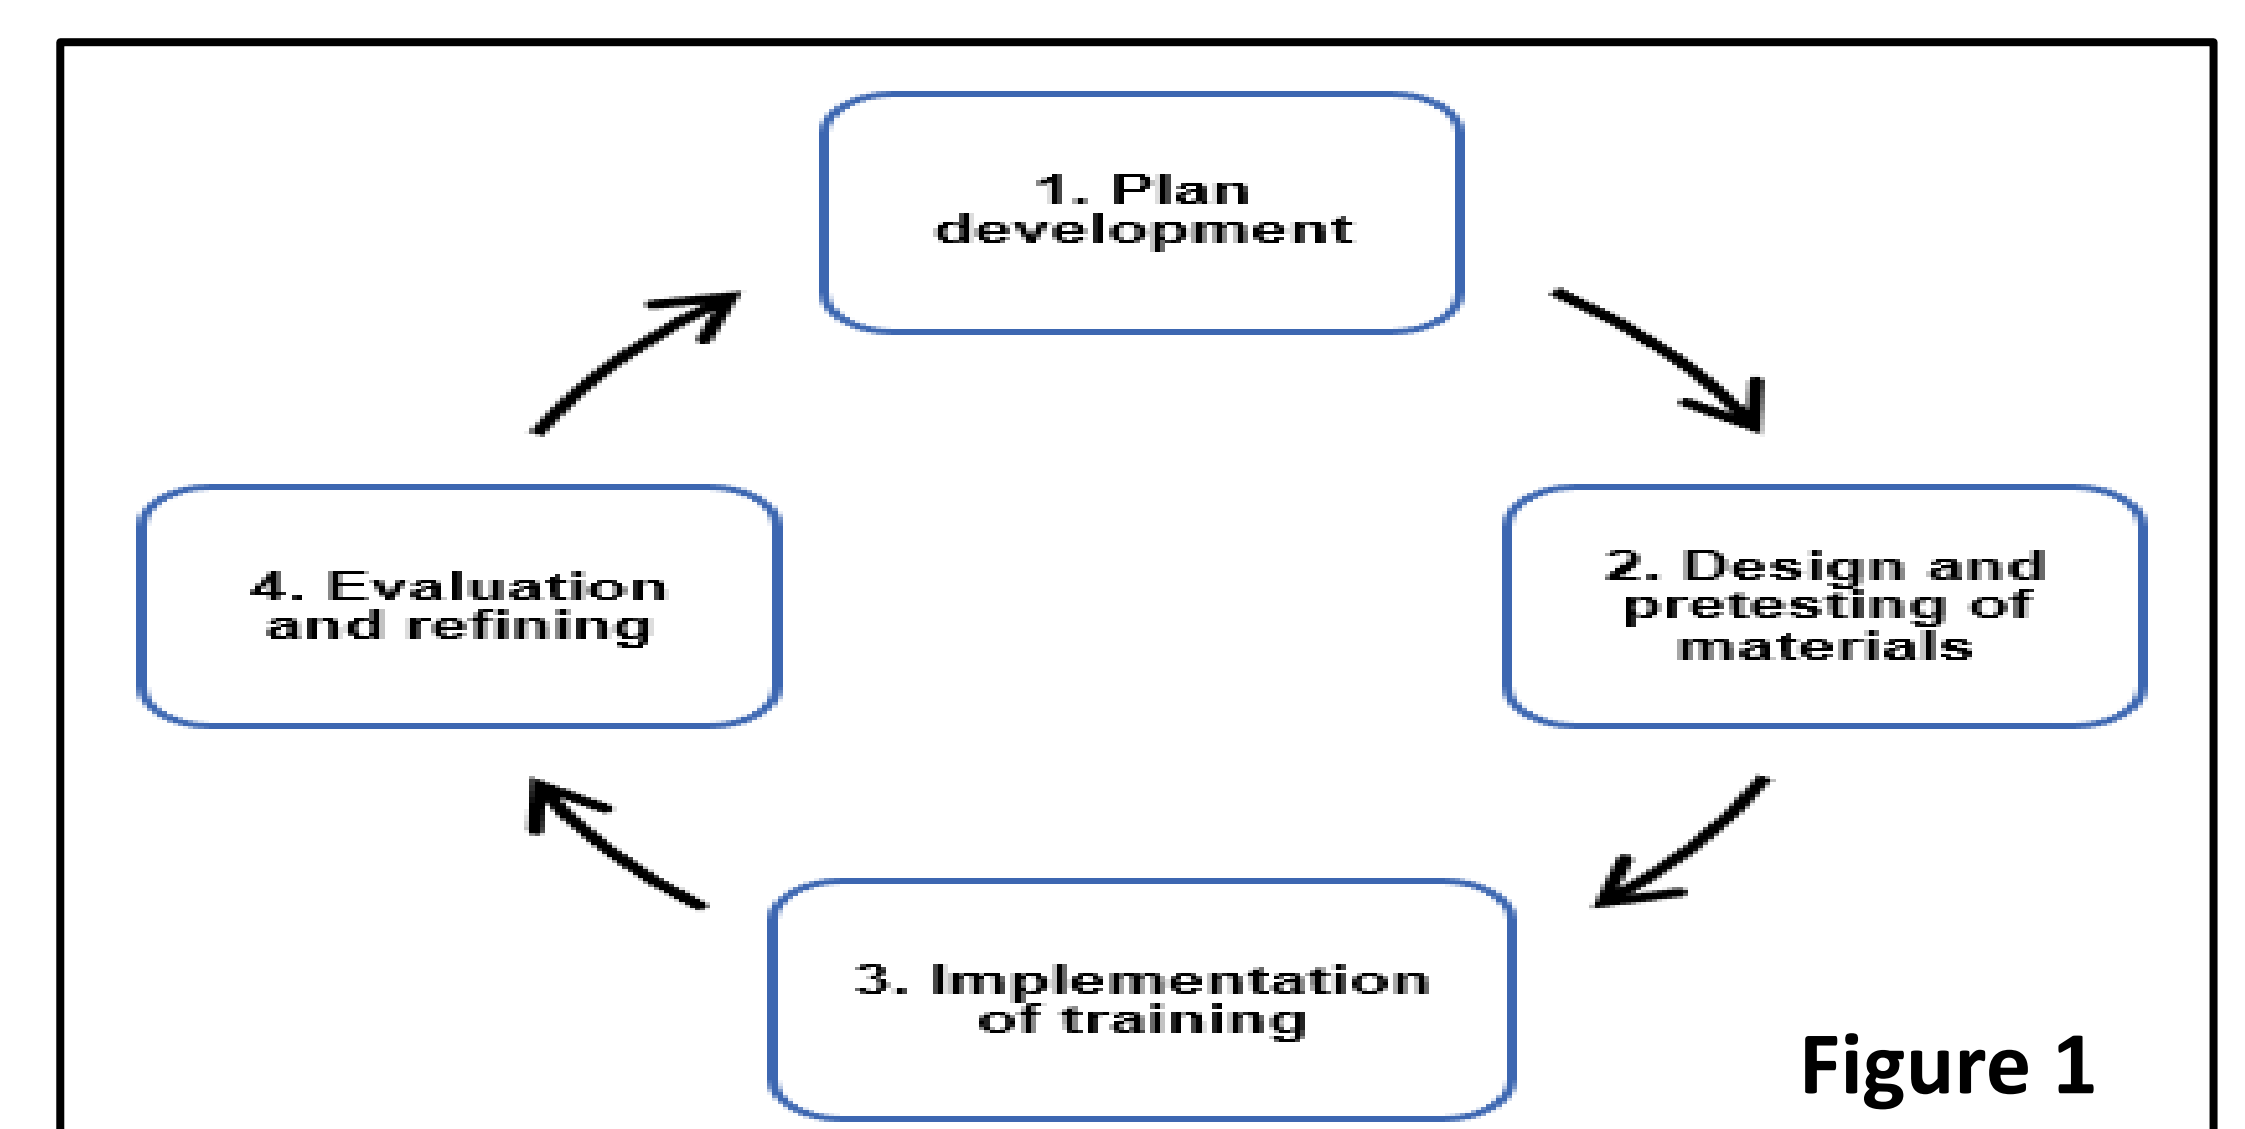 1. Plan
development
2. Design and
pretesting of
materials
3. Implementation
of training
4. Evaluation
and refining
Figure 1